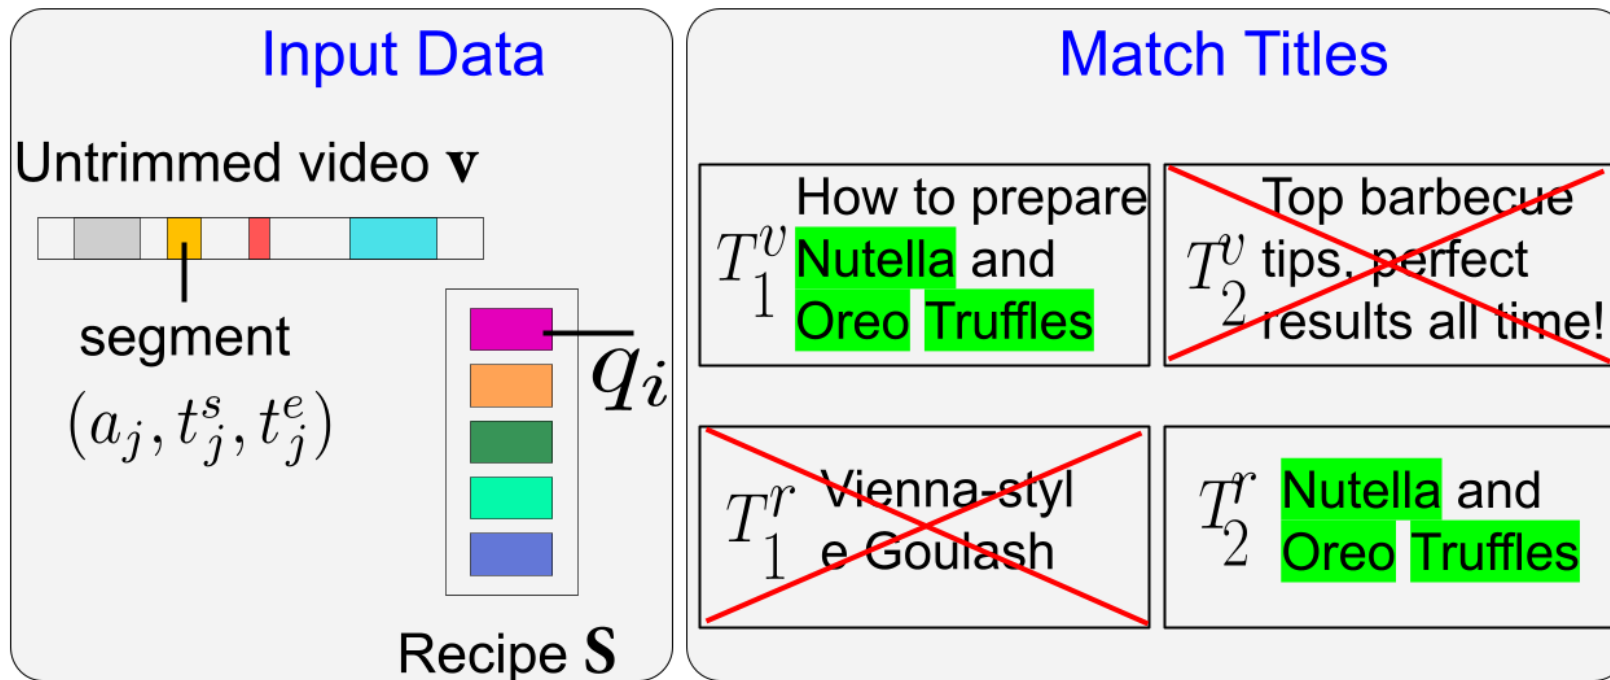 Input Data
Untrimmed video v
segment
(a_j, t_j^s, t_j^e)
q_i
Recipe S
Match Titles
T_1^v
How to prepare
Nutella and
Oreo Truffles
T_2^v
Top barbecue
tips, perfect
results all time!
T_1^r
Vienna-styl
e Goulash
T_2^r
Nutella and
Oreo Truffles